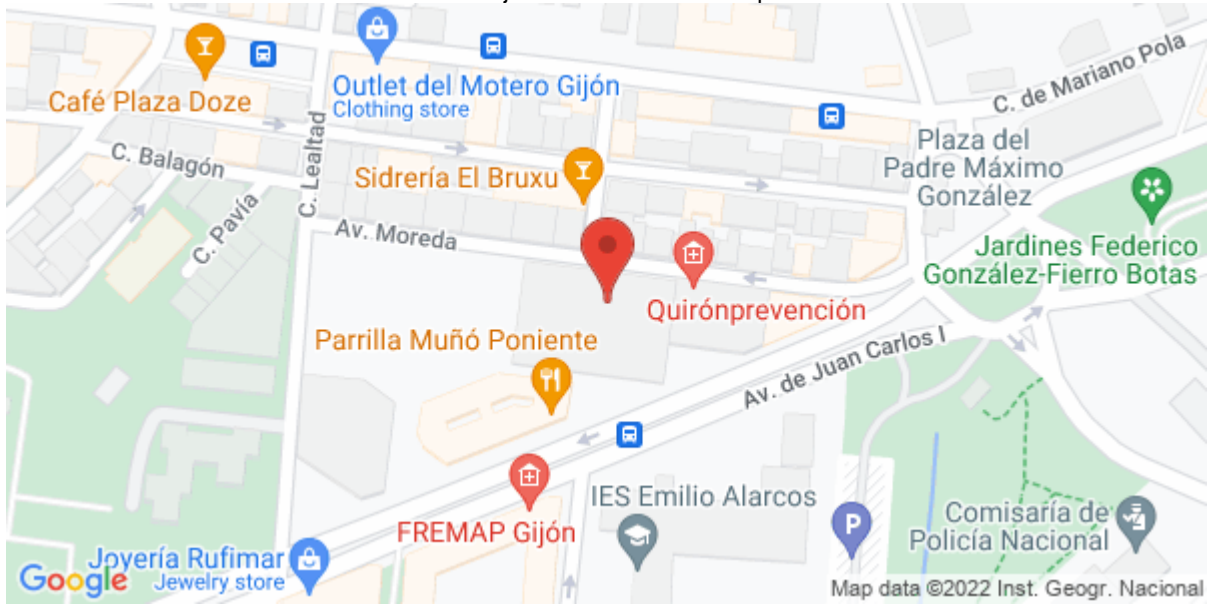 Outlet del Motero Gijón
Clothing store
Café Plaza Doze
C. de Mariano Pola
C. Balagón
C. Lealtad
Plaza del
Padre Máximo
González
Sidrería El Bruxu
C. Pavía
Av. Moreda
Jardines Federico
González-Fierro Botas
Quirónprevención
Parrilla Muñó Poniente
Av. de Juan Carlos I
IES Emilio Alarcos
P
FREMAP Gijón
Comisaría de
Policía Nacional
Joyería Rufimar
Jewelry store
Google
Map data ©2022 Inst. Geogr. Nacional